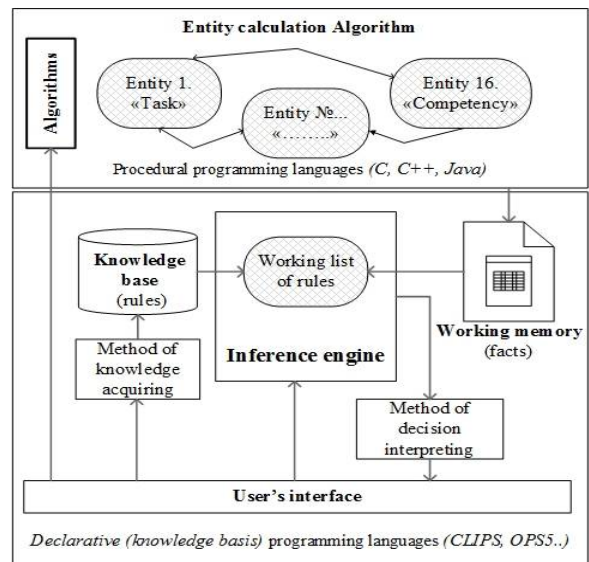 Entity calculation Algorithm
Algorithms
Entity 1.
«Task»
Entity №...
«........»
Entity 16.
«Competency»
Procedural programming languages (C, C++, Java)
Knowledge
base
(rules)
Working list
of rules
Inference engine
Working memory
(facts)
Method of
knowledge
acquiring
Method of
decision
interpreting
User's interface
Declarative (knowledge basis) programming languages (CLIPS, OPS5..)